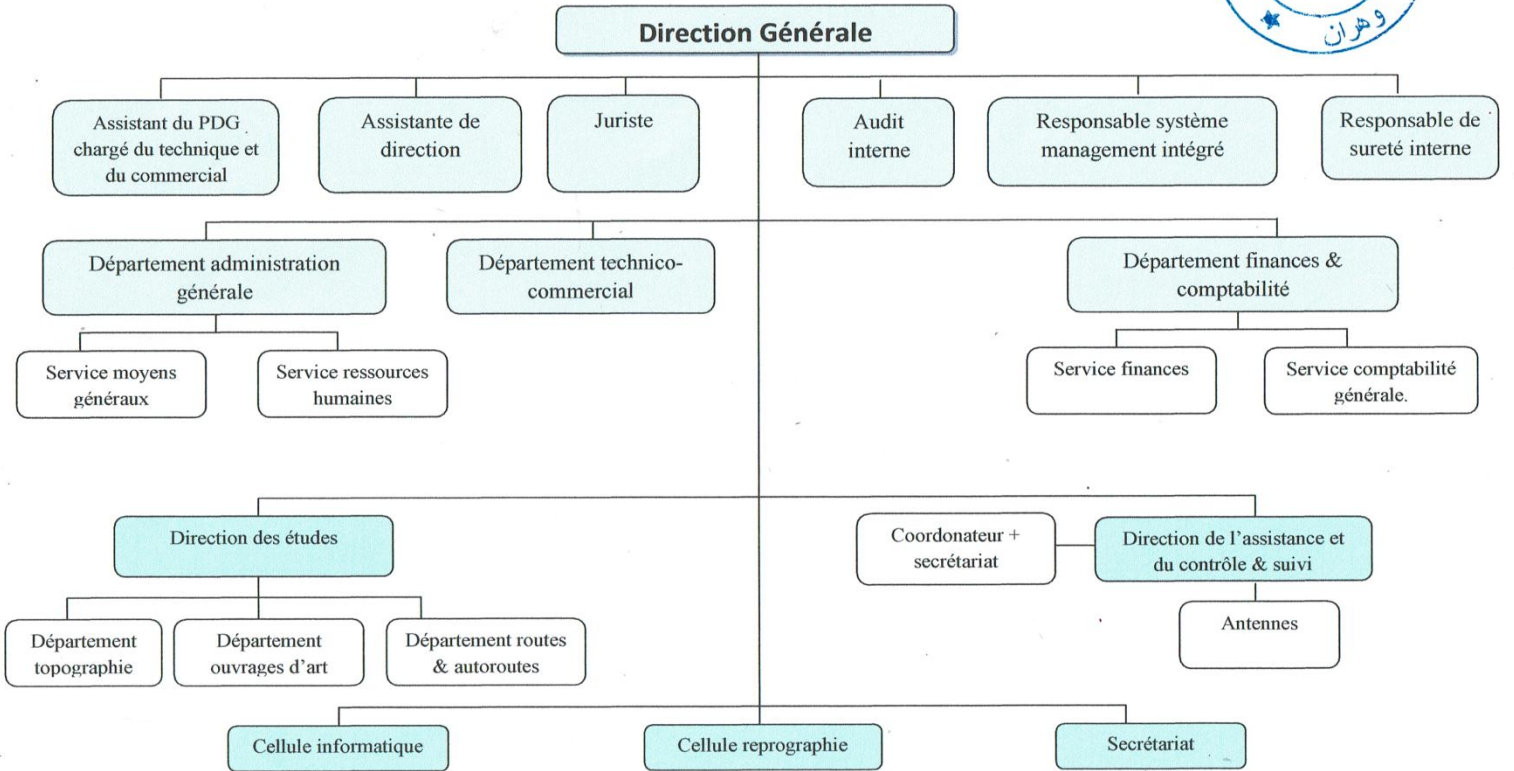 Direction Générale
وهران
Assistant du PDG
chargé du technique et
du commercial
Assistante de
direction
Juriste
Audit
interne
Responsable système
management intégré
Responsable de
sureté interne
Département administration
générale
Département technico-
commercial
Département finances &
comptabilité
Service moyens
généraux
Service ressources
humaines
Service finances
Service comptabilité
générale.
Direction des études
Coordonateur +
secrétariat
Direction de l’assistance et
du contrôle & suivi
Département
topographie
Département
ouvrages d’art
Département routes
& autoroutes
Antennes
Cellule informatique
Cellule reprographie
Secrétariat